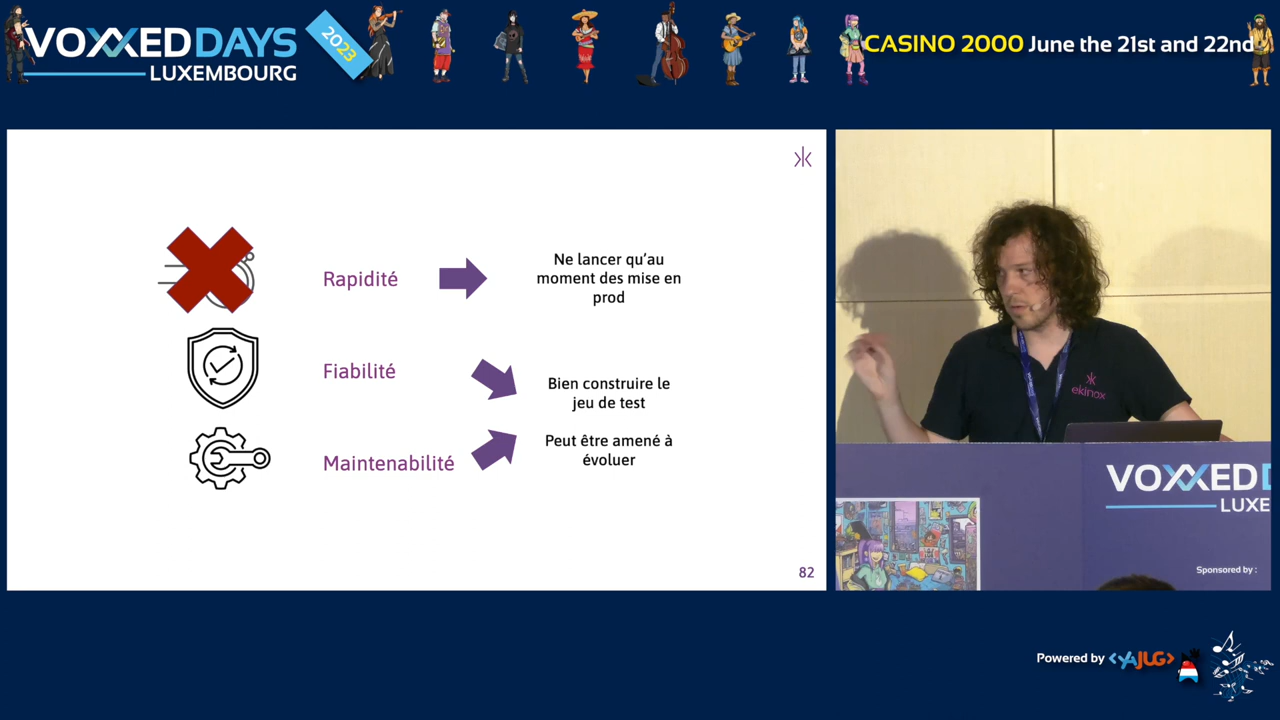 VOXXED DAYS
LUXEMBOURG
2023
CASINO 2000 June the 21st and 22nd
Rapidité
Ne lancer qu'au
moment des mise en
prod
Fiabilité
Bien construire le
jeu de test
Maintenabilité
Peut être amené à
évoluer
82
ekinox
VOXXED D
LUXE
Sponsored by :
Powered by <YAJUG>